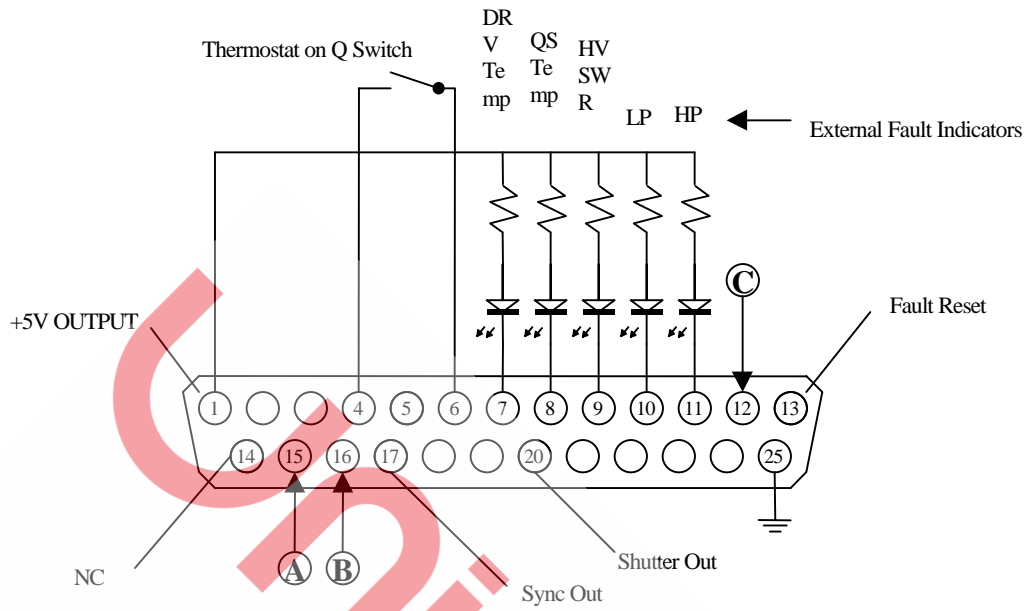 Thermostat on Q Switch
DR
V
Te
mp
QS
Te
mp
HV
SW
R
LP
HP
External Fault Indicators
C
+5V OUTPUT
Fault Reset
1 4 5 6 7 8 9 10 11 12 13
14 15 16 17 20 25
A B
NC
Sync Out
Shutter Out
Uni